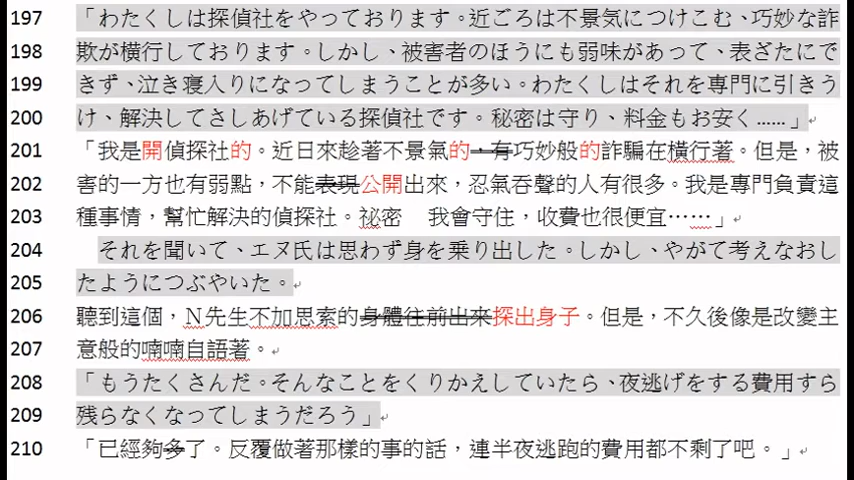 197 「わたくしは探偵社をやっております。近ごろは不景気につけこむ、巧妙な詐
198 欺が横行しております。しかし、被害者のほうにも弱味があって、表ざたにで
199 きず、泣き寝入りになってしまうことが多い。わたくしはそれを専門に引きう
200 け、解決してさしあげている探偵社です。秘密は守り、料金もお安く……」
201 「我是開偵探社的。近日來趁著不景氣的，有巧妙般的詐騙在橫行著。但是，被
202 害的一方也有弱點，不能表現公開出來，忍氣吞聲的人有很多。我是專門負責這
203 種事情，幫忙解決的偵探社。祕密　我會守住，收費也很便宜……」
204 　それを聞いて、エヌ氏は思わず身を乗り出した。しかし、やがて考えなおし
205 たようにつぶやいた。
206 聽到這個，Ｎ先生不加思索的身體往前出來探出身子。但是，不久後像是改變主
207 意般的喃喃自語著。
208 「もうたくさんだ。そんなことをくりかえしていたら、夜逃げをする費用すら
209 残らなくなってしまうだろう」
210 「已經夠多了。反覆做著那樣的事的話，連半夜逃跑的費用都不剩了吧。」